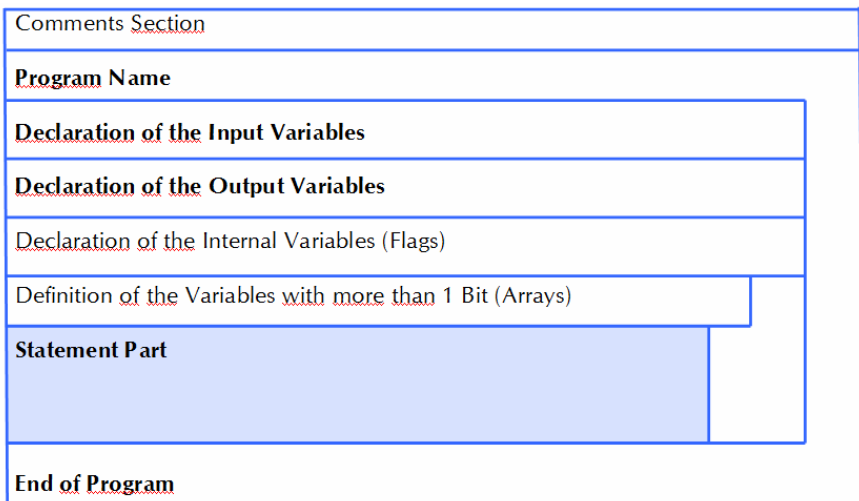 Comments Section
Program Name
Declaration of the Input Variables
Declaration of the Output Variables
Declaration of the Internal Variables (Flags)
Definition of the Variables with more than 1 Bit (Arrays)
Statement Part
End of Program